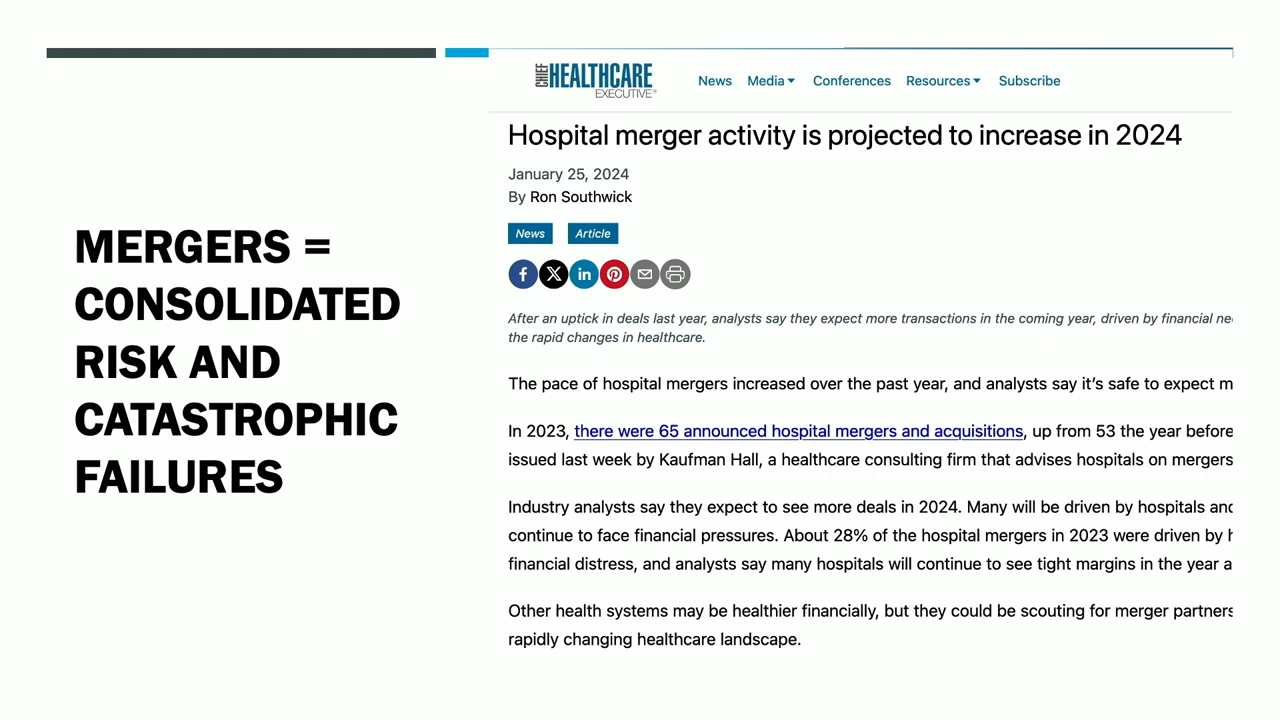 MERGERS =
CONSOLIDATED
RISK AND
CATASTROPHIC
FAILURES
CHIEF HEALTHCARE EXECUTIVE®
News Media Conferences Resources Subscribe
Hospital merger activity is projected to increase in 2024
January 25, 2024
By Ron Southwick
News Article
After an uptick in deals last year, analysts say they expect more transactions in the coming year, driven by financial
the rapid changes in healthcare.
The pace of hospital mergers increased over the past year, and analysts say it’s safe to expect
In 2023, there were 65 announced hospital mergers and acquisitions, up from 53 the year before
issued last week by Kaufman Hall, a healthcare consulting firm that advises hospitals on mergers
Industry analysts say they expect to see more deals in 2024. Many will be driven by hospitals
continue to face financial pressures. About 28% of the hospital mergers in 2023 were driven by
financial distress, and analysts say many hospitals will continue to see tight margins in the year
Other health systems may be healthier financially, but they could be scouting for merger partners
rapidly changing healthcare landscape.